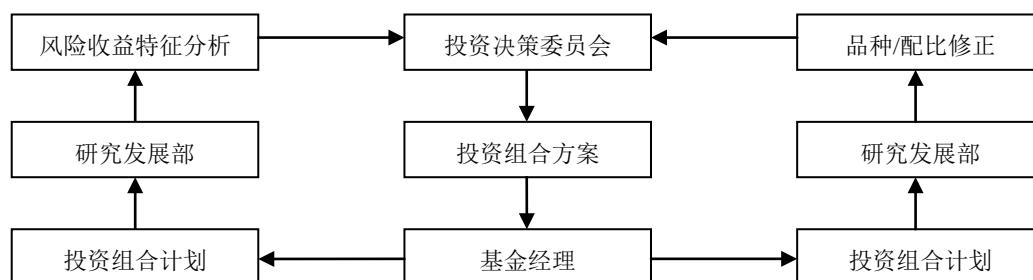 风险收益特征分析
投资决策委员会
品种/配比修正
研究发展部
投资组合方案
研究发展部
投资组合计划
基金经理
投资组合计划